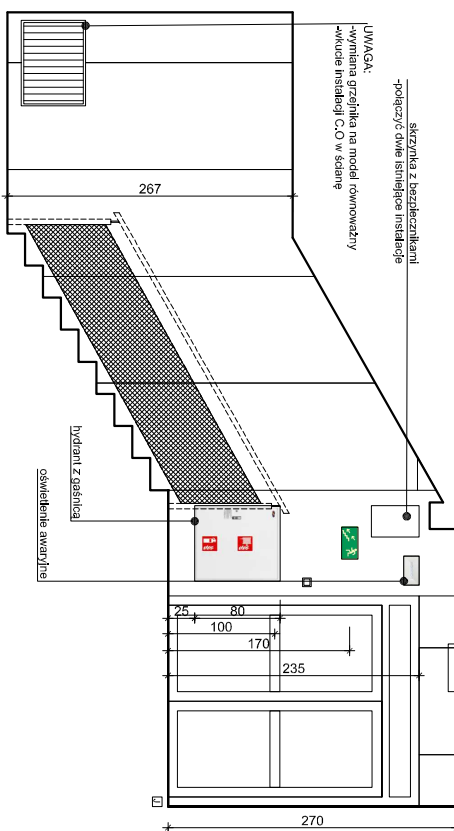 UWAGA:
-wymiana grzejnika na model równoważny
-wkucie instalacji C.O w ścianę
skrzynka z bezpiecznikami
-połączyć dwie istniejące instalacje
267
hydrant z gaśnicą
oświetlenie awaryjne
25
80
100
170
235
270